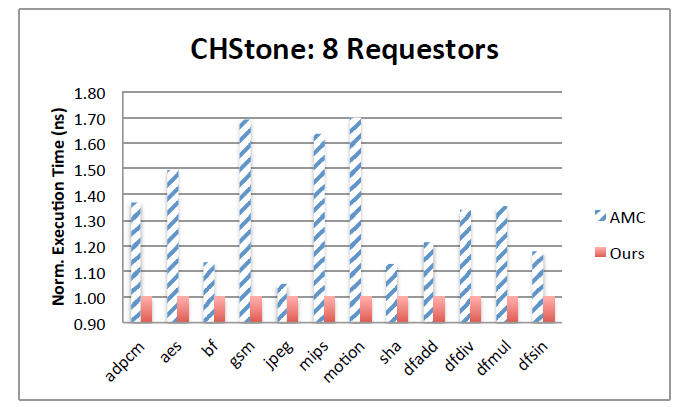 CHStone: 8 Requestors
Norm. Execution Time (ns)
1.80
1.70
1.60
1.50
1.40
1.30
1.20
1.10
1.00
0.90
AMC
Ours
adpcm
aes
bf
gsm
jpeg
mips
motion
sha
dfadd
dfdiv
dfmul
dfsin